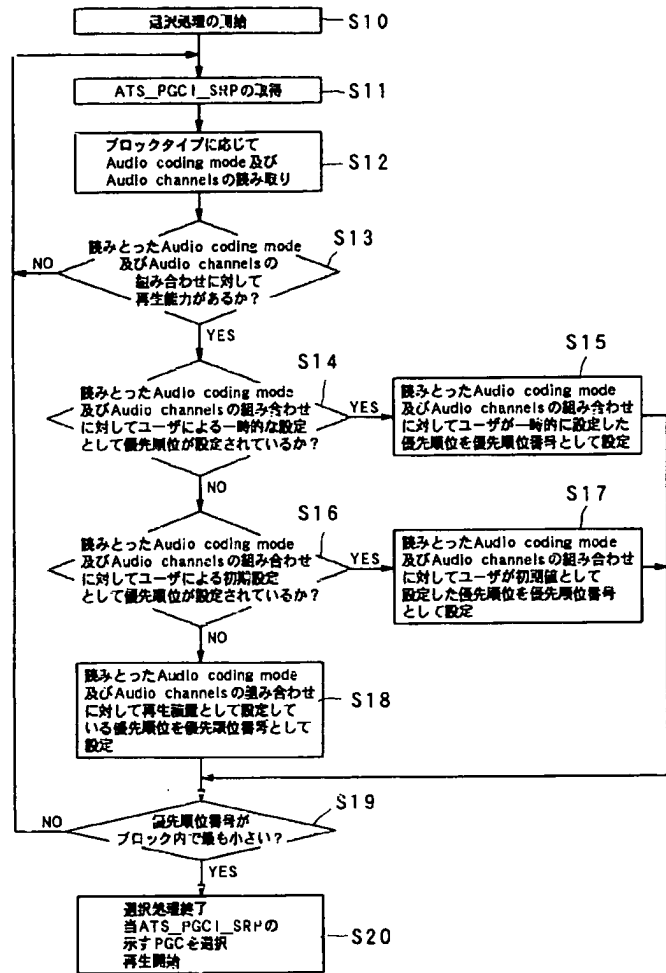 選択処理の開始
S10
ATS_PGCI_SRPの取得
S11
ブロックタイプに応じて
Audio coding mode及び
Audio channelsの読み取り
S12
読みとったAudio coding mode
及びAudio channelsの
組み合わせに対して
再生能力があるか?
S13
NO
YES
読みとったAudio coding mode
及びAudio channelsの組み合わせ
に対してユーザによる一時的な設定
として優先順位が設定されているか?
S14
YES
NO
読みとったAudio coding mode
及びAudio channelsの組み合わせ
に対してユーザが一時的に設定した
優先順位を優先順位番号として設定
S15
読みとったAudio coding mode
及びAudio channelsの組み合わせ
に対してユーザによる初期設定
として優先順位が設定されているか?
S16
YES
NO
読みとったAudio coding mode
及びAudio channelsの組み合わせ
に対してユーザが初期値として
設定した優先順位を優先順位番号
として設定
S17
読みとったAudio coding mode
及びAudio channelsの組み合わせ
に対して再生装置として設定して
いる優先順位を優先順位番号として
設定
S18
優先順位番号が
ブロック内で最も小さい?
S19
NO
YES
選択処理終了
当ATS_PGCI_SRPの
示すPGCを選択
再生開始
S20